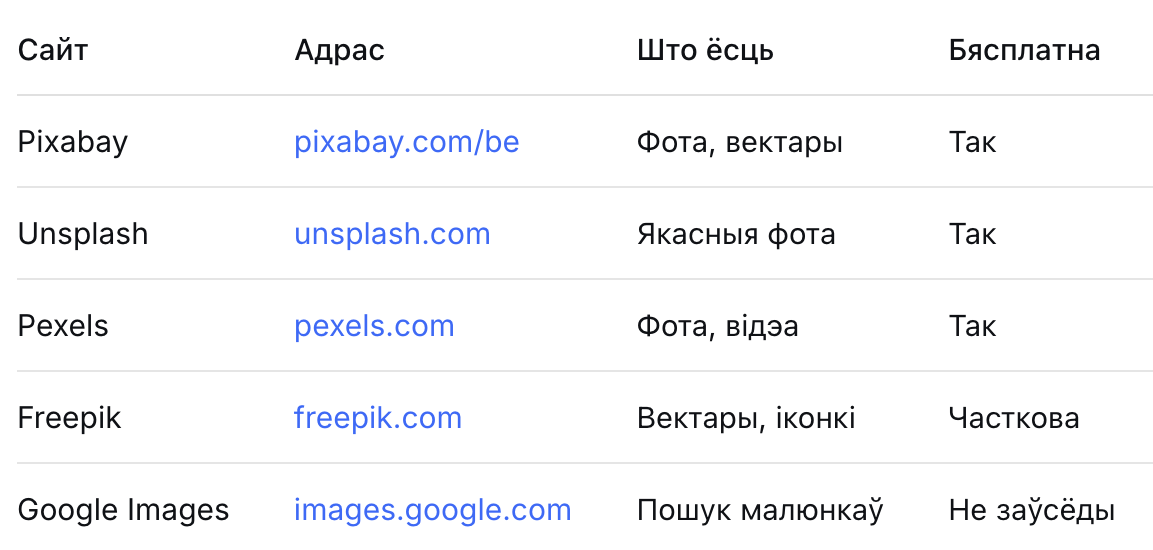 Сайт Адрас Што ёсць Бясплатна
Pixabay pixabay.com/be Фота, вектары Так
Unsplash unsplash.com Якасныя фота Так
Pexels pexels.com Фота, відэа Так
Freepik freepik.com Вектары, іконкі Часткова
Google Images images.google.com Пошук малюнкаў Не заўсёды